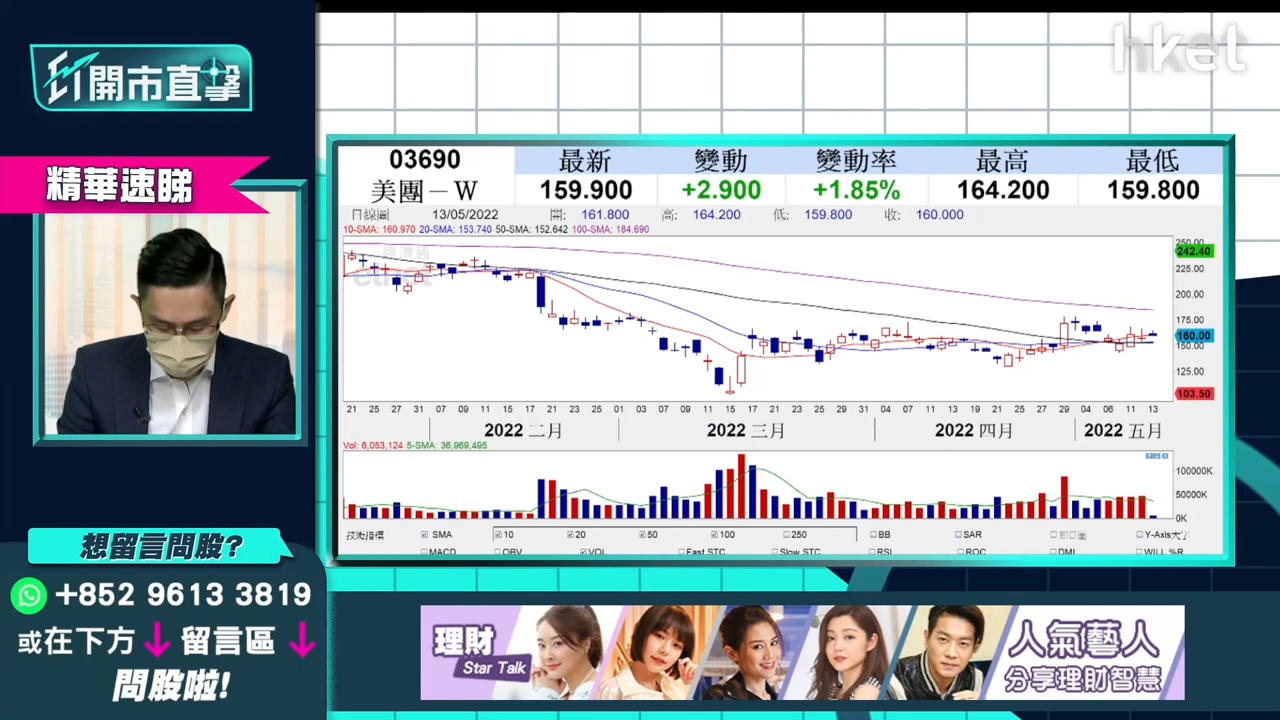 hket
開市直擊
精華速睇
03690 最新 變動 變動率 最高 最低
美團－W 159.900 +2.900 +1.85% 164.200 159.800
日線圖 13/05/2022 開: 161.800 高: 164.200 低: 159.800 收: 160.000
10-SMA: 160.970 20-SMA: 153.740 50-SMA: 152.642 100-SMA: 184.690
250.00
242.40
225.00
200.00
175.00
160.00
150.00
125.00
103.50
21 25 27 31 07 09 11 15 17 21 23 25 01 03 07 09 11 15 17 21 23 25 29 31 04 07 11 13 19 21 25 27 29 04 06 11 13
2022 二月 2022 三月 2022 四月 2022 五月
Vol: 6,053,124 5-SMA: 36,969,495
100000K
50000K
0K
技術指標 SMA 10 20 50 100 250 BB SAR Y-Axis
MACD OBV VOL Fast STC Slow STC RSI ROC DMI WILL %R
想留言問股?
+852 9613 3819
或在下方 留言區
問股啦!
理財
Star Talk
人氣藝人
分享理財智慧